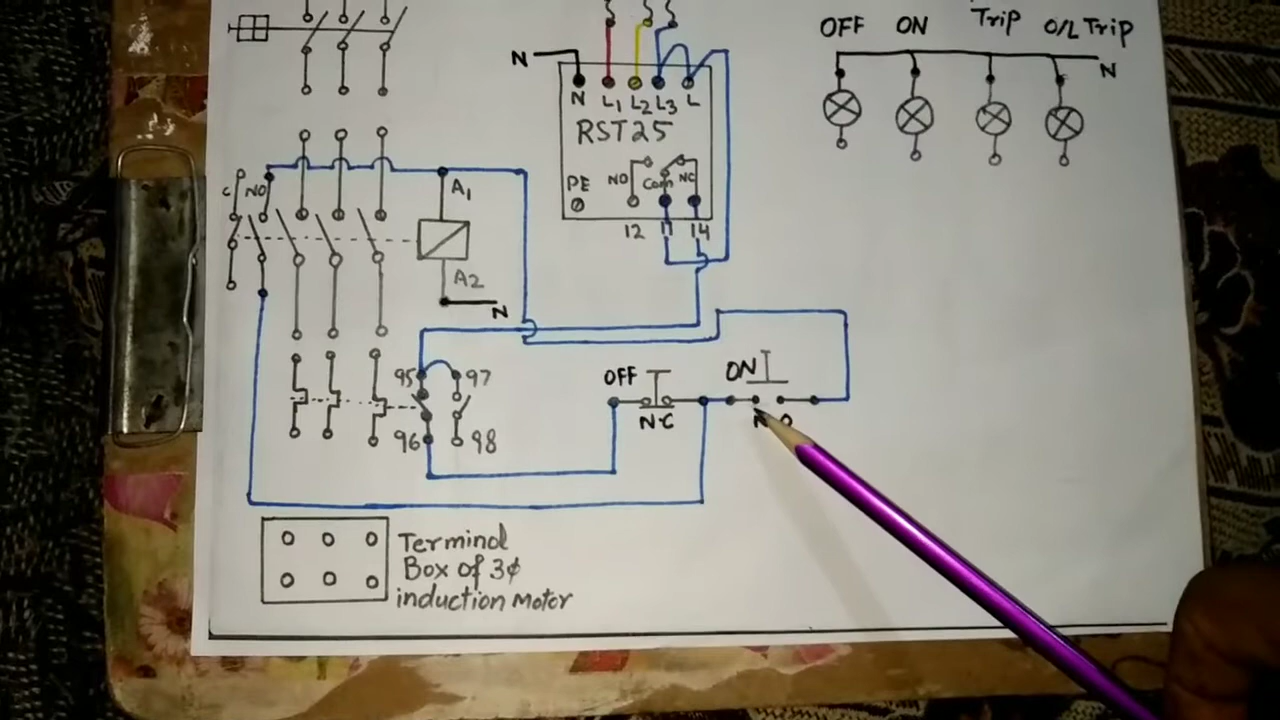 OFF ON Trip O/L Trip
N
N
N L1 L2 L3 L
RST25
PE NO Com NC
12 11 14
C NO
A1
A2
N
95 97
96 98
OFF
NC
ON
Terminal
Box of 3φ
induction Motor